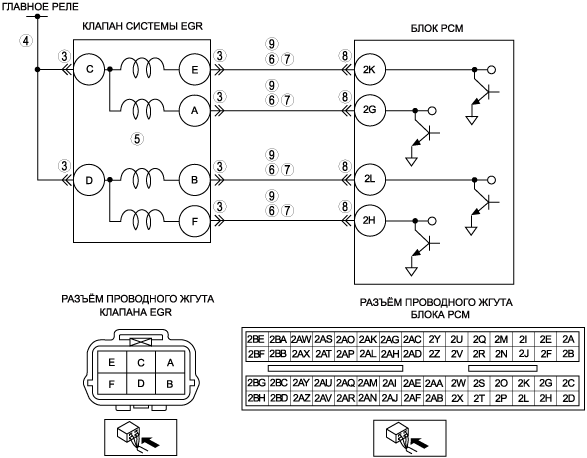 ГЛАВНОЕ РЕЛЕ
КЛАПАН СИСТЕМЫ EGR
БЛОК PCM
4
3 C E 3 9 6 7 8 2K
A 3 9 6 7 8 2G
5
3 D B 3 9 6 7 8 2L
F 3 9 6 7 8 2H
РАЗЪЁМ ПРОВОДНОГО ЖГУТА
КЛАПАНА EGR
E C A
F D B
РАЗЪЁМ ПРОВОДНОГО ЖГУТА
БЛОКА PCM
2BE 2BA 2AW 2AS 2AO 2AK 2AG 2AC 2Y 2U 2Q 2M 2I 2E 2A
2BF 2BB 2AX 2AT 2AP 2AL 2AH 2AD 2Z 2V 2R 2N 2J 2F 2B
2BG 2BC 2AY 2AU 2AQ 2AM 2AI 2AE 2AA 2W 2S 2O 2K 2G 2C
2BH 2BD 2AZ 2AV 2AR 2AN 2AJ 2AF 2AB 2X 2T 2P 2L 2H 2D